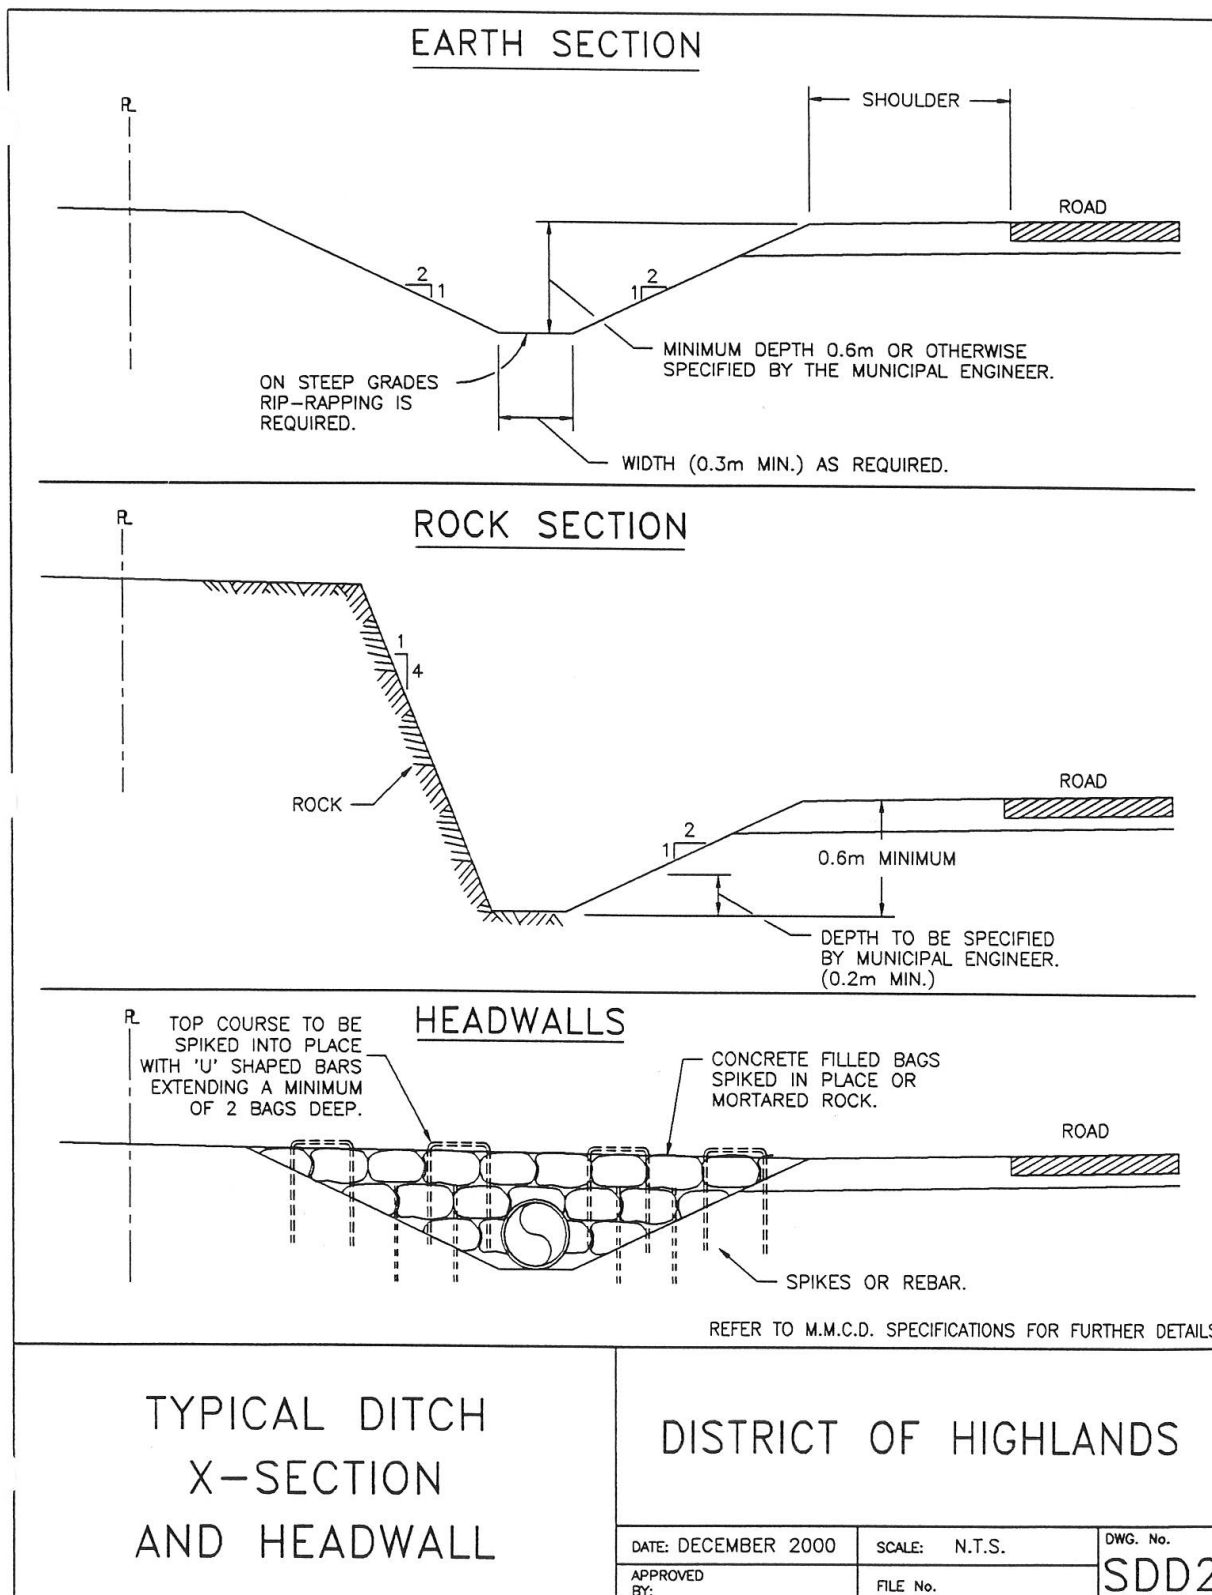 EARTH SECTION
PL
SHOULDER
ROAD
2
1
2
1
MINIMUM DEPTH 0.6m OR OTHERWISE
SPECIFIED BY THE MUNICIPAL ENGINEER.
ON STEEP GRADES
RIP-RAPPING IS
REQUIRED.
WIDTH (0.3m MIN.) AS REQUIRED.
ROCK SECTION
PL
1
4
ROCK
ROAD
2
1
0.6m MINIMUM
DEPTH TO BE SPECIFIED
BY MUNICIPAL ENGINEER.
(0.2m MIN.)
HEADWALLS
PL
TOP COURSE TO BE
SPIKED INTO PLACE
WITH 'U' SHAPED BARS
EXTENDING A MINIMUM
OF 2 BAGS DEEP.
CONCRETE FILLED BAGS
SPIKED IN PLACE OR
MORTARED ROCK.
ROAD
SPIKES OR REBAR.
REFER TO M.M.C.D. SPECIFICATIONS FOR FURTHER DETAILS
TYPICAL DITCH
X-SECTION
AND HEADWALL
DISTRICT OF HIGHLANDS
DATE: DECEMBER 2000
SCALE: N.T.S.
DWG. No.
SDD2
APPROVED
BY:
FILE No.